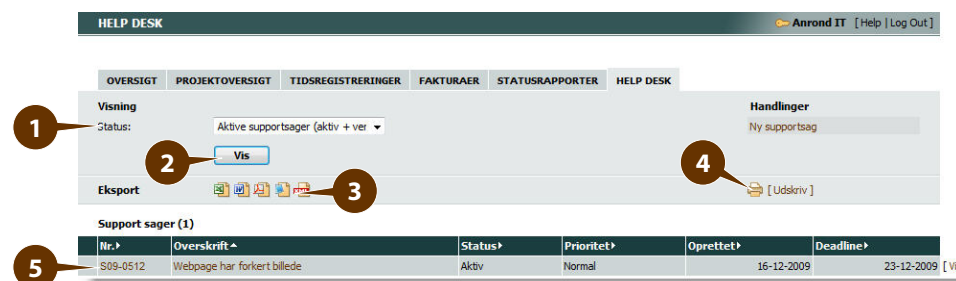 HELP DESK Anrond IT [ Help | Log Out ]
OVERSIGT PROJEKTOVERSIGT TIDSREGISTRERINGER FAKTURAER STATUSRAPPORTER HELP DESK
Visning Handlinger
1 Status: Aktive supportsager (aktiv + ver Ny supportsag
2 Vis
Eksport 3 4 [ Udskriv ]
Support sager (1)
Nr. Overskrift Status Prioritet Oprettet Deadline
5 S09-0512 Webpage har forkert billede Aktiv Normal 16-12-2009 23-12-2009 [ Vi